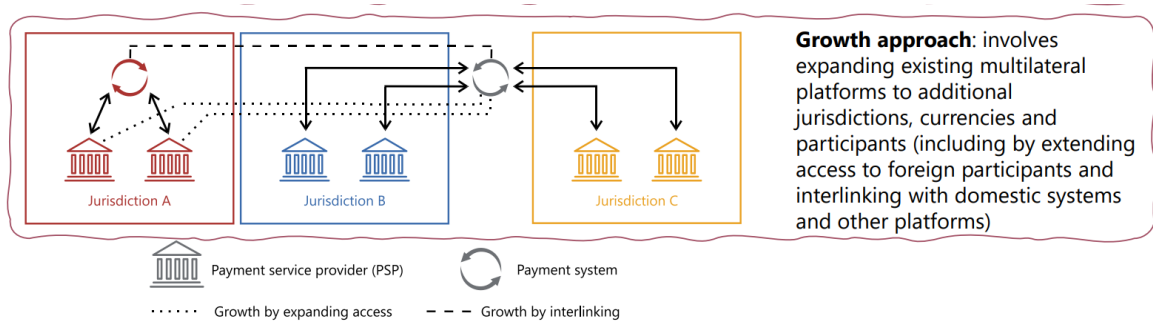 Growth approach: involves
expanding existing multilateral
platforms to additional
jurisdictions, currencies and
participants (including by extending
access to foreign participants and
interlinking with domestic systems
and other platforms)
Jurisdiction A
Jurisdiction B
Jurisdiction C
Payment service provider (PSP)
Payment system
Growth by expanding access
Growth by interlinking